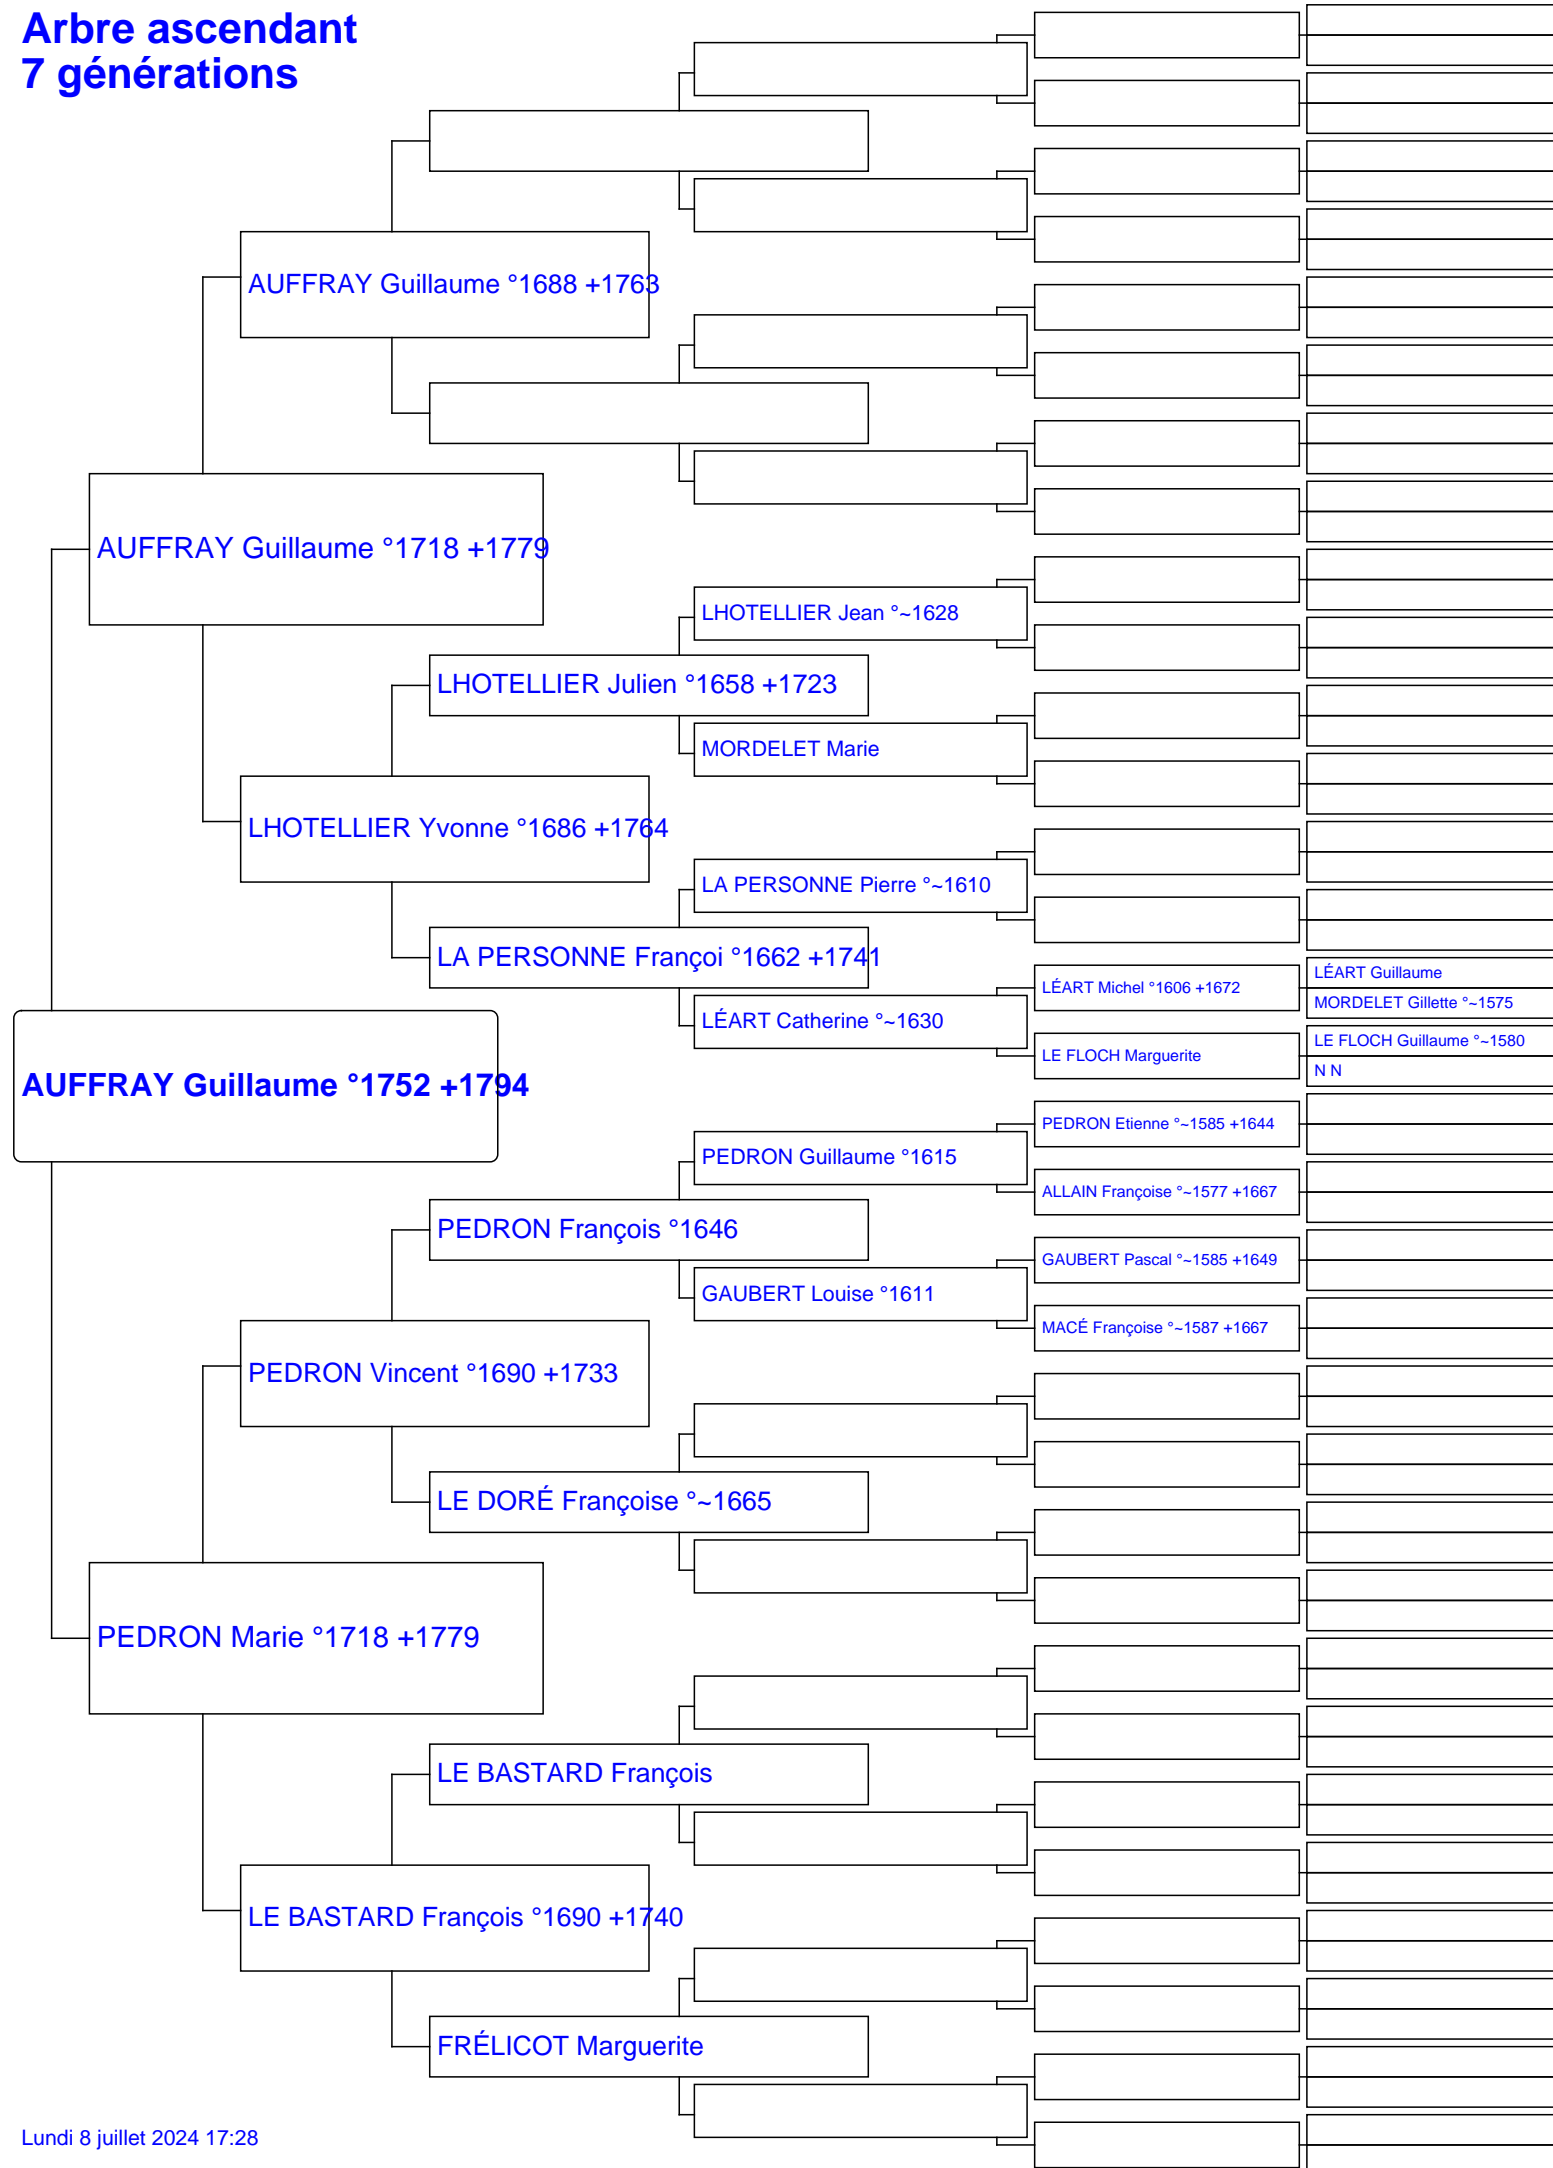 Arbre ascendant
7 générations
AUFFRAY Guillaume °1688 +1763
AUFFRAY Guillaume °1718 +1779
LHOTELLIER Jean °~1628
LHOTELLIER Julien °1658 +1723
MORDELET Marie
LHOTELLIER Yvonne °1686 +1764
LA PERSONNE Pierre °~1610
LA PERSONNE Françoi °1662 +1741
LÉART Guillaume
LÉART Michel °1606 +1672
MORDELET Gillette °~1575
LÉART Catherine °~1630
LE FLOCH Guillaume °~1580
LE FLOCH Marguerite
N N
AUFFRAY Guillaume °1752 +1794
PEDRON Etienne °~1585 +1644
PEDRON Guillaume °1615
ALLAIN Françoise °~1577 +1667
PEDRON François °1646
GAUBERT Pascal °~1585 +1649
GAUBERT Louise °1611
MACÉ Françoise °~1587 +1667
PEDRON Vincent °1690 +1733
LE DORÉ Françoise °~1665
PEDRON Marie °1718 +1779
LE BASTARD François
LE BASTARD François °1690 +1740
FRÉLICOT Marguerite
Lundi 8 juillet 2024 17:28